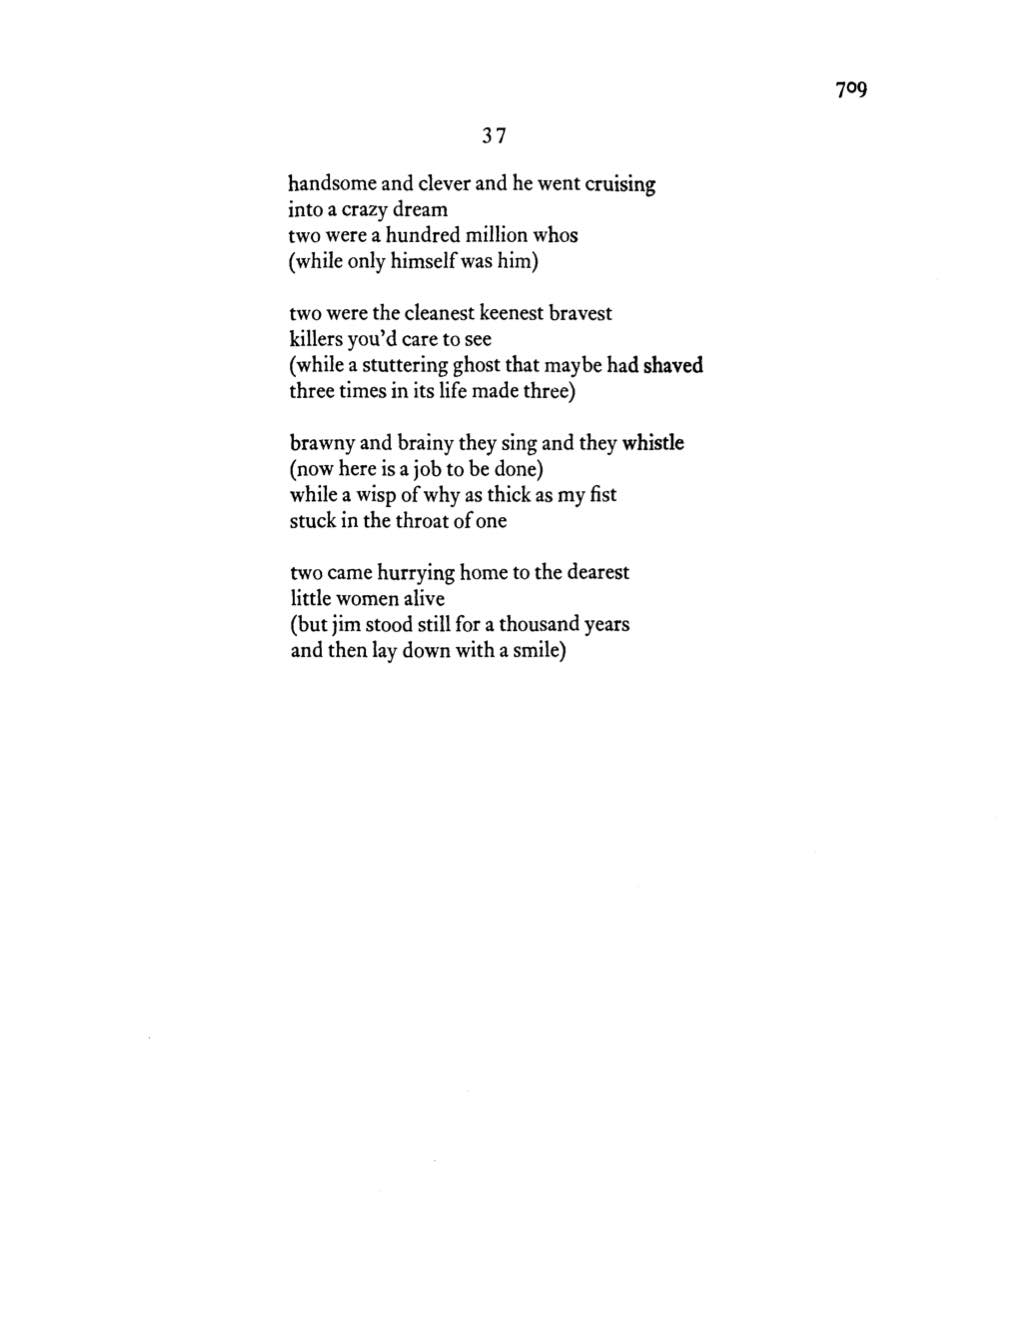 709
37
handsome and clever and he went cruising
into a crazy dream
two were a hundred million whos
(while only himself was him)
two were the cleanest keenest bravest
killers you'd care to see
(while a stuttering ghost that maybe had shaved
three times in its life made three)
brawny and brainy they sing and they whistle
(now here is a job to be done)
while a wisp of why as thick as my fist
stuck in the throat of one
two came hurrying home to the dearest
little women alive
(but jim stood still for a thousand years
and then lay down with a smile)